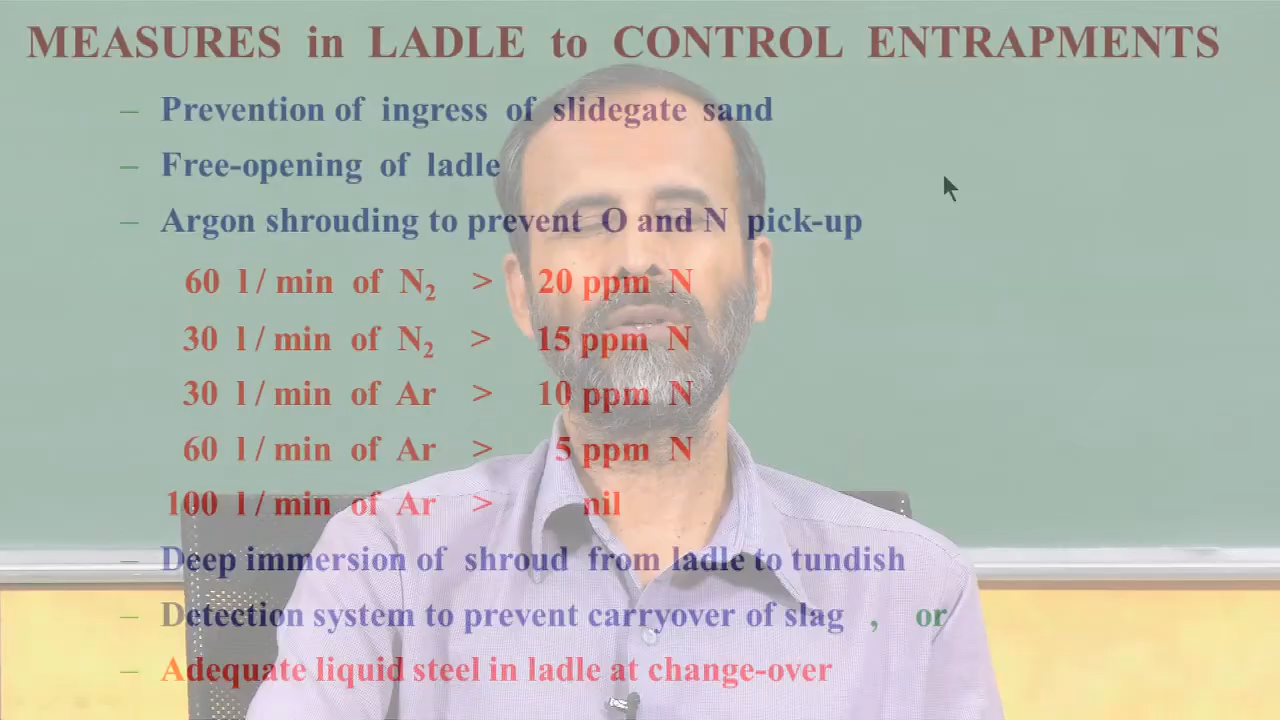 MEASURES in LADLE to CONTROL ENTRAPMENTS
– Prevention of ingress of slidegate sand
– Free-opening of ladle
– Argon shrouding to prevent O and N pick-up
60 l / min of N₂ > 20 ppm N
30 l / min of N₂ > 15 ppm N
30 l / min of Ar > 10 ppm N
60 l / min of Ar > 5 ppm N
100 l / min of Ar > nil
– Deep immersion of shroud from ladle to tundish
– Detection system to prevent carryover of slag , or
– Adequate liquid steel in ladle at change-over